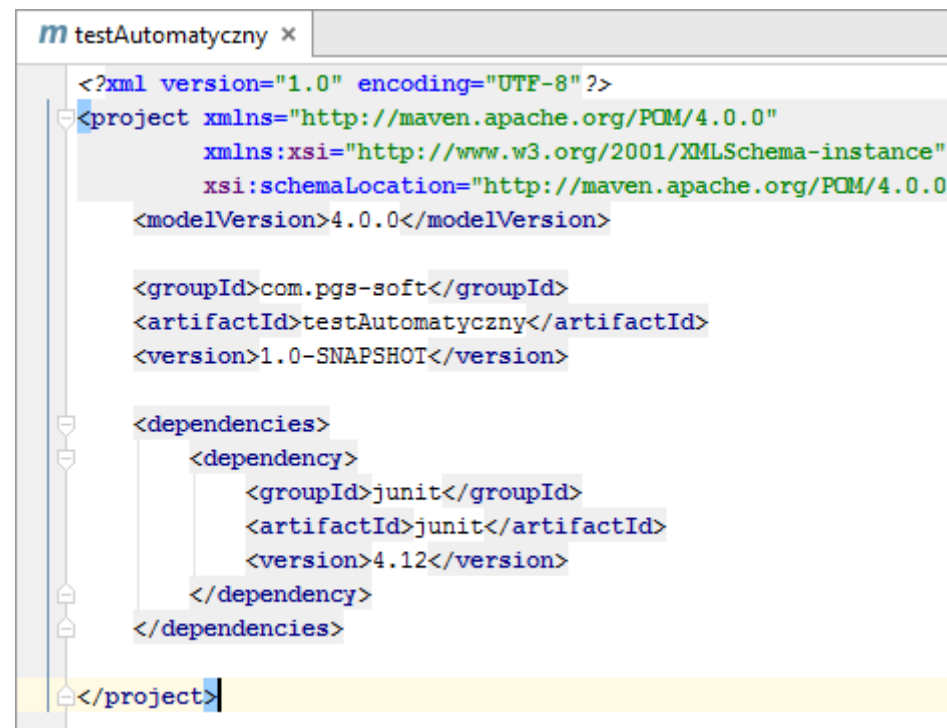 m testAutomatyczny ×
<?xml version="1.0" encoding="UTF-8"?>
<project xmlns="http://maven.apache.org/POM/4.0.0"
         xmlns:xsi="http://www.w3.org/2001/XMLSchema-instance"
         xsi:schemaLocation="http://maven.apache.org/POM/4.0.0
    <modelVersion>4.0.0</modelVersion>
    <groupId>com.pgs-soft</groupId>
    <artifactId>testAutomatyczny</artifactId>
    <version>1.0-SNAPSHOT</version>
    <dependencies>
        <dependency>
            <groupId>junit</groupId>
            <artifactId>junit</artifactId>
            <version>4.12</version>
        </dependency>
    </dependencies>
</project>